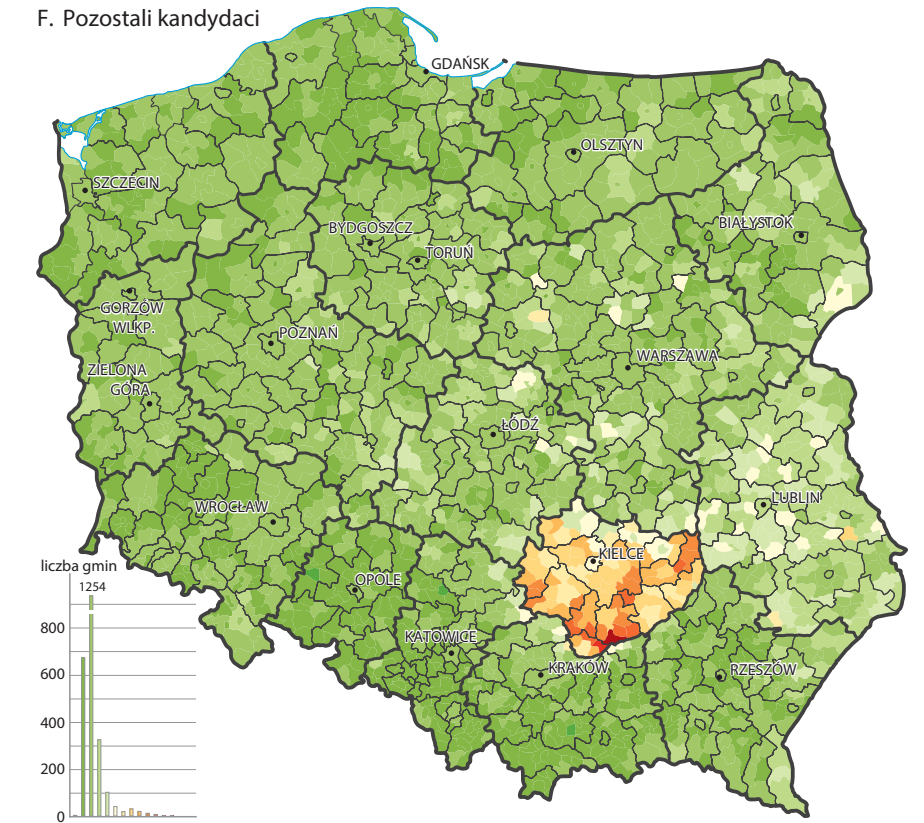 F. Pozostali kandydaci
GDAŃSK
OLSZTYN
SZCZECIN
BIAŁYSTOK
BYDGOSZCZ
TORUŃ
GORZÓW
WLKP.
POZNAŃ
WARSZAWA
ZIELONA
GÓRA
ŁÓDŹ
LUBLIN
WROCŁAW
KIELCE
liczba gmin
1254
OPOLE
800
KATOWICE
KRAKÓW
RZESZÓW
600
400
200
0